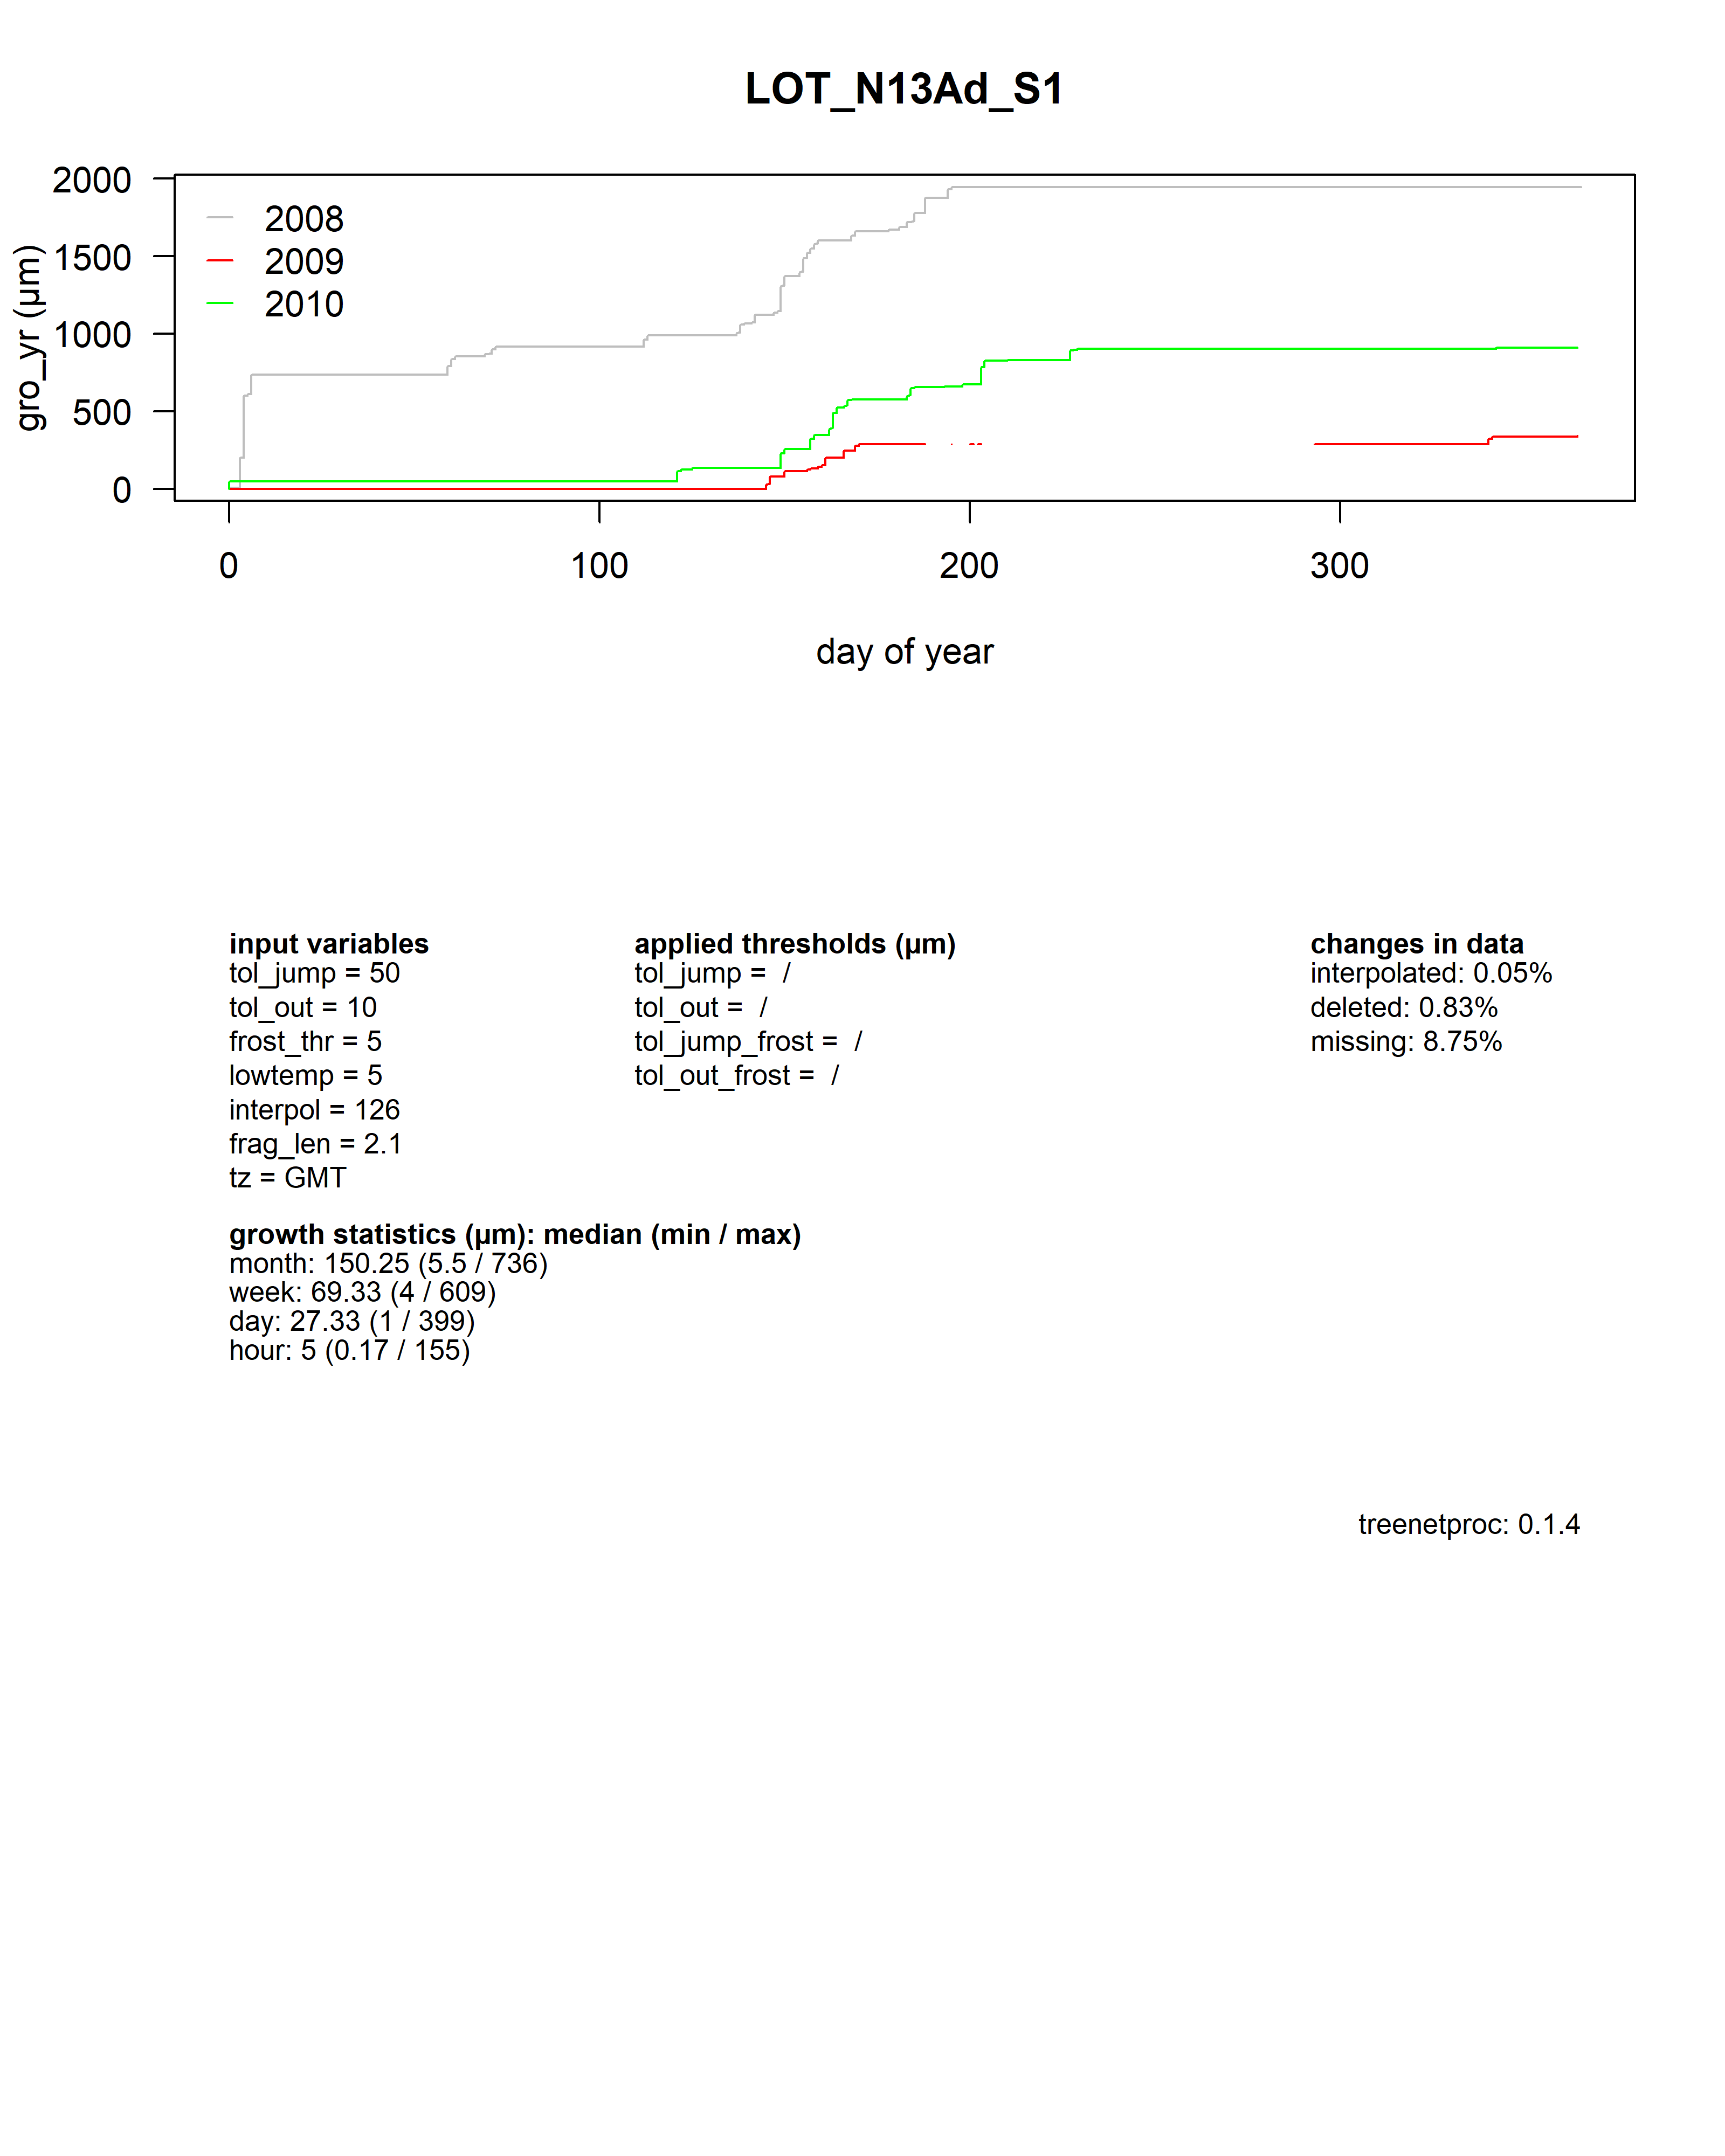 LOT_N13Ad_S1
gro_yr (µm)
2000
1500
1000
500
0
2008
2009
2010
0 100 200 300
day of year
input variables
tol_jump = 50
tol_out = 10
frost_thr = 5
lowtemp = 5
interpol = 126
frag_len = 2.1
tz = GMT
applied thresholds (µm)
tol_jump = /
tol_out = /
tol_jump_frost = /
tol_out_frost = /
changes in data
interpolated: 0.05%
deleted: 0.83%
missing: 8.75%
growth statistics (µm): median (min / max)
month: 150.25 (5.5 / 736)
week: 69.33 (4 / 609)
day: 27.33 (1 / 399)
hour: 5 (0.17 / 155)
treenetproc: 0.1.4